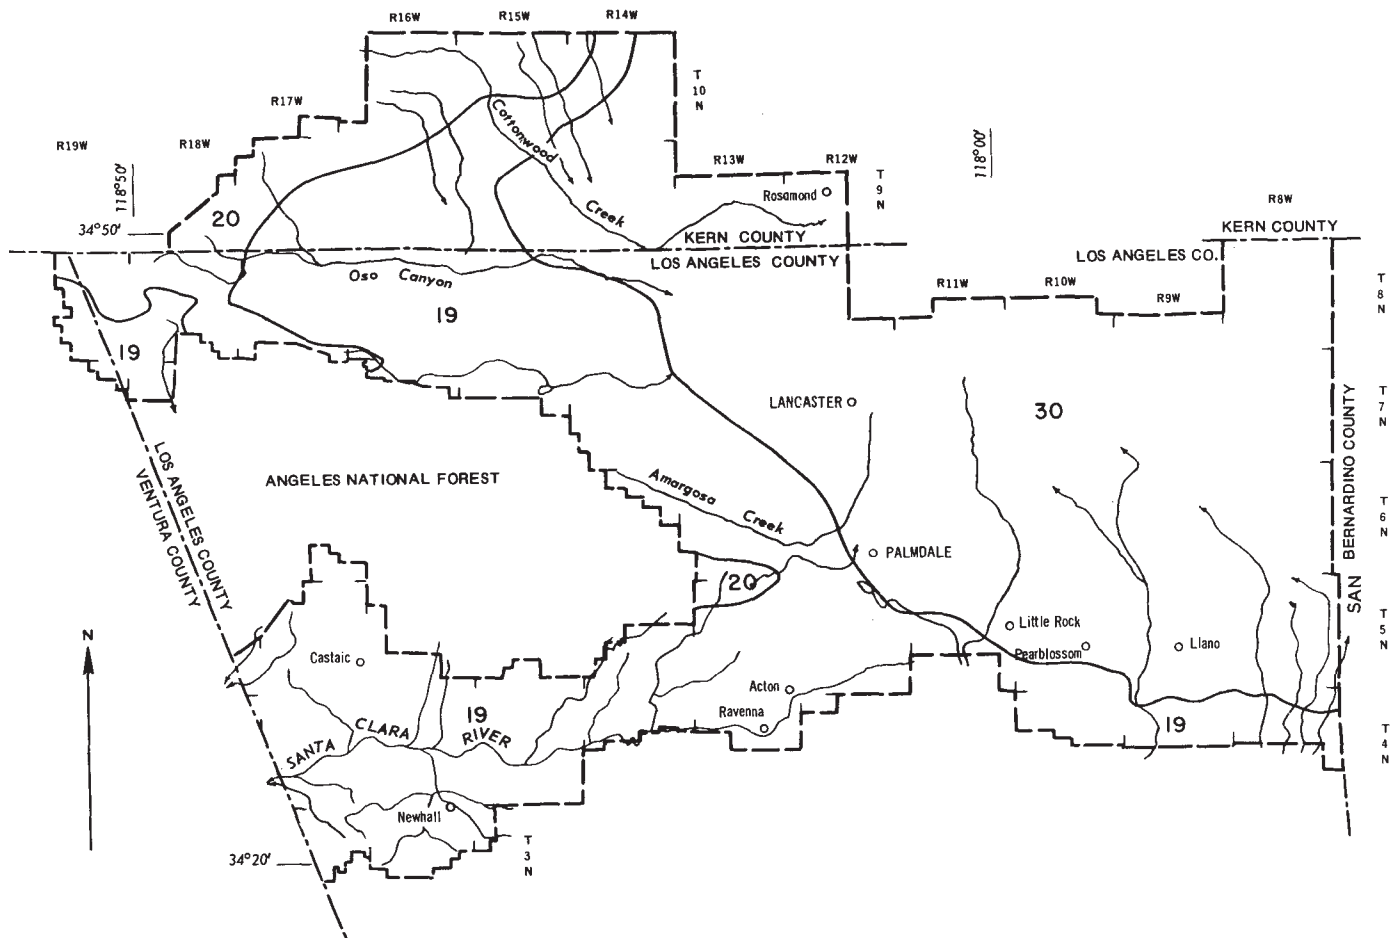 R16W
R15W
R14W
R17W
T
10
N
R19W
R18W
Cottonwood
Creek
118°50'
118°00'
R13W
R12W
T
9
N
Rosamond
R8W
20
34°50'
KERN COUNTY
KERN COUNTY
LOS ANGELES COUNTY
LOS ANGELES CO.
Oso Canyon
R11W
R10W
R9W
T
8
N
19
19
LANCASTER
30
T
7
N
ANGELES NATIONAL FOREST
Amargosa
Creek
LOS ANGELES COUNTY
VENTURA COUNTY
SAN BERNARDINO COUNTY
T
6
N
PALMDALE
20
N
Little Rock
Pearblossom
Llano
T
5
N
Castaic
Acton
Ravenna
19
SANTA CLARA RIVER
19
T
4
N
Newhall
34°20'
T
3
N